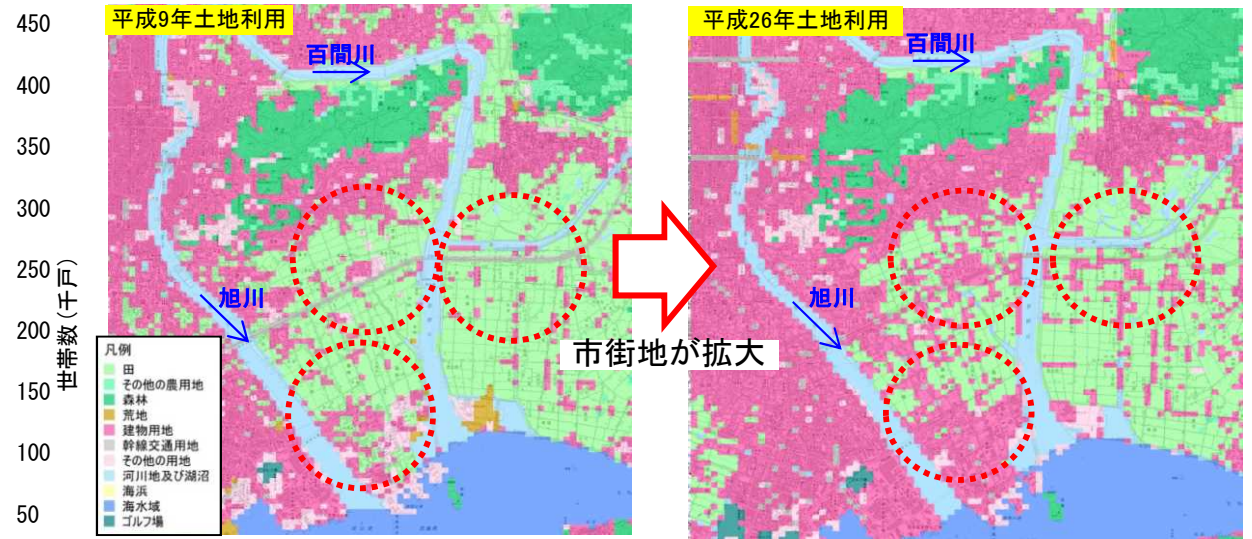 450
400
350
300
250
200
150
100
50
世帯数(千戸)
平成9年土地利用
百間川
旭川
凡例
田
その他の農用地
森林
荒地
建物用地
幹線交通用地
その他の用地
河川地及び湖沼
海浜
海水域
ゴルフ場
市街地が拡大
平成26年土地利用
百間川
旭川